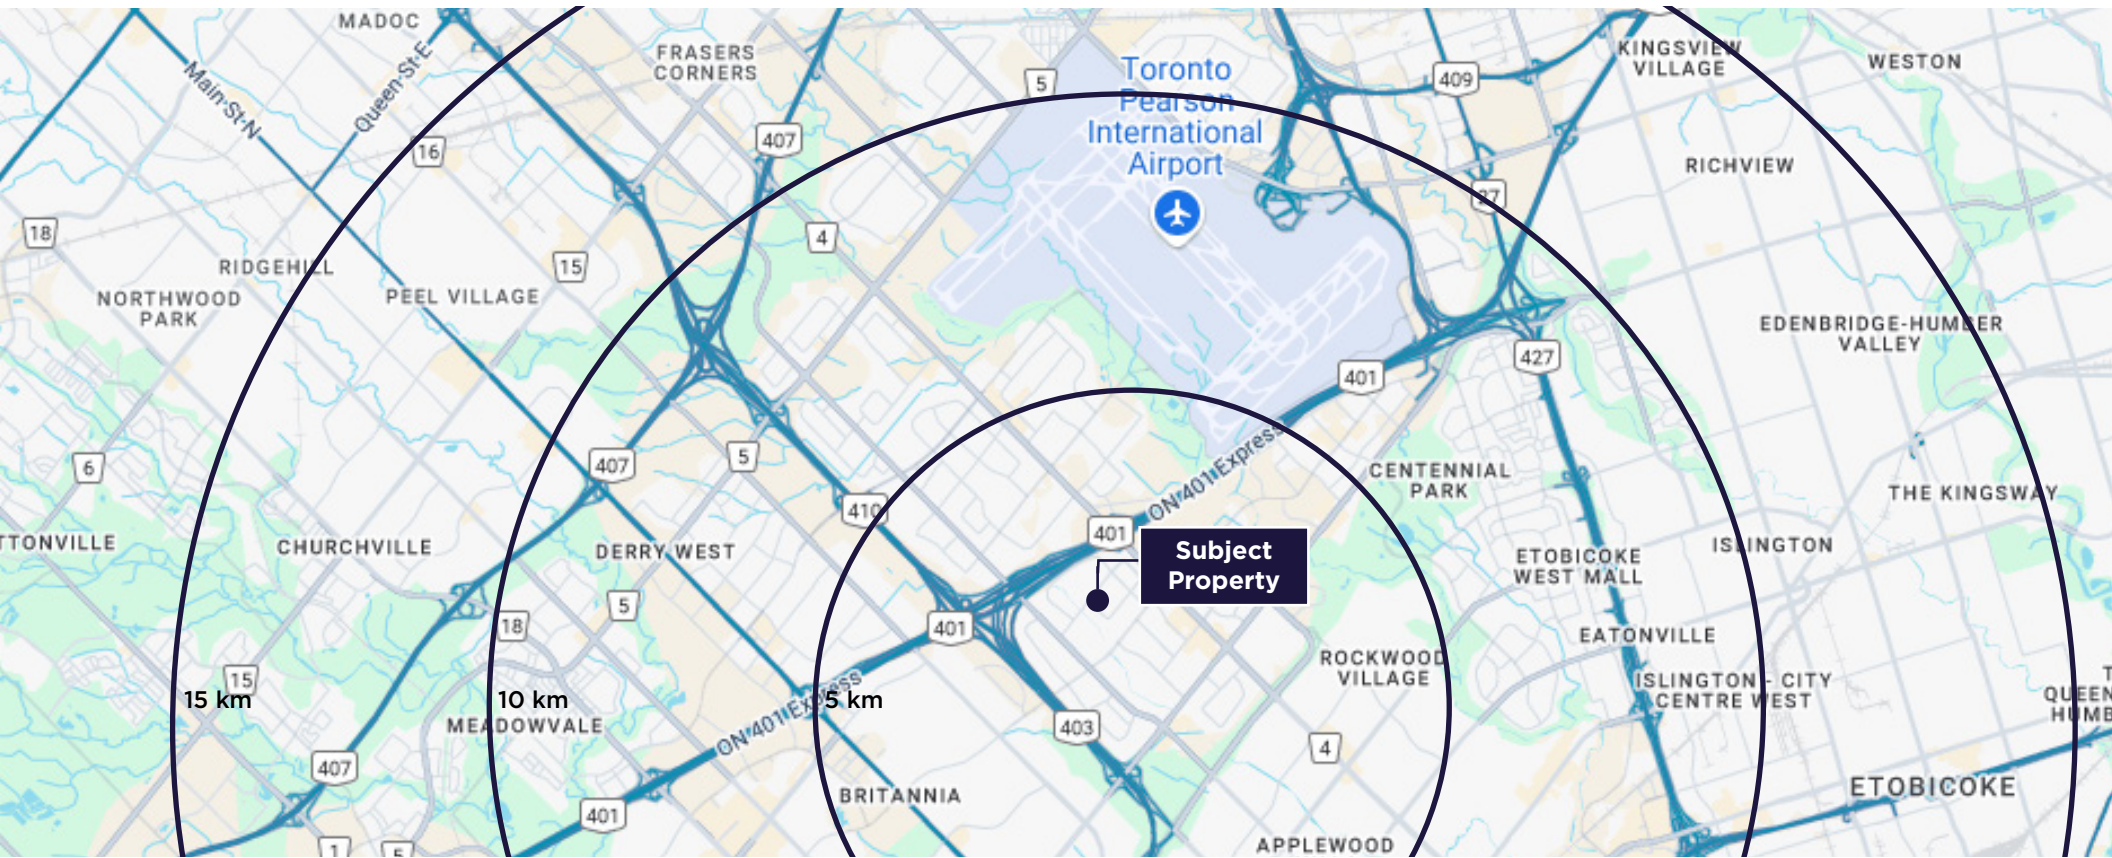 MADOC
Queen St E
Main St N
FRASERS
CORNERS
5
Toronto
Pearson
International
Airport
409
KINGSVIEW
VILLAGE
WESTON
16
407
RICHVIEW
27
18
4
15
RIDGEHILL
PEEL VILLAGE
NORTHWOOD
PARK
EDENBRIDGE-HUMBER
VALLEY
401
427
6
407
5
CENTENNIAL
PARK
THE KINGSWAY
410
ON 401 Express
401
Subject
Property
TTONVILLE
CHURCHVILLE
DERRY WEST
ISLINGTON
ETOBICOKE
WEST MALL
5
18
401
EATONVILLE
ROCKWOOD
VILLAGE
15
15 km
10 km
5 km
ISLINGTON - CITY
CENTRE WEST
T
QUEEN
HUMB
MEADOWVALE
ON 401 Express
403
4
407
401
BRITANNIA
ETOBICOKE
APPLEWOOD
1
5